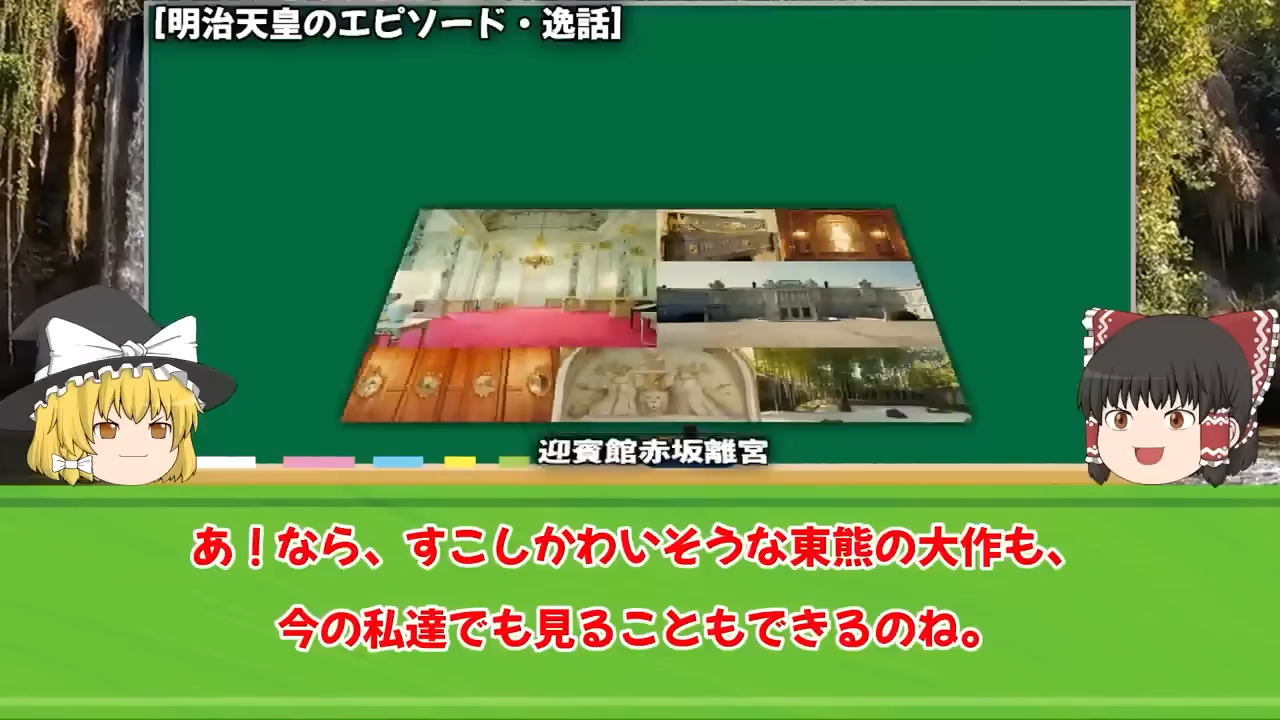 [明治天皇のエピソード・逸話]
迎賓館赤坂離宮
あ！なら、すこしかわいそうな東熊の大作も、
今の私達でも見ることもできるのね。